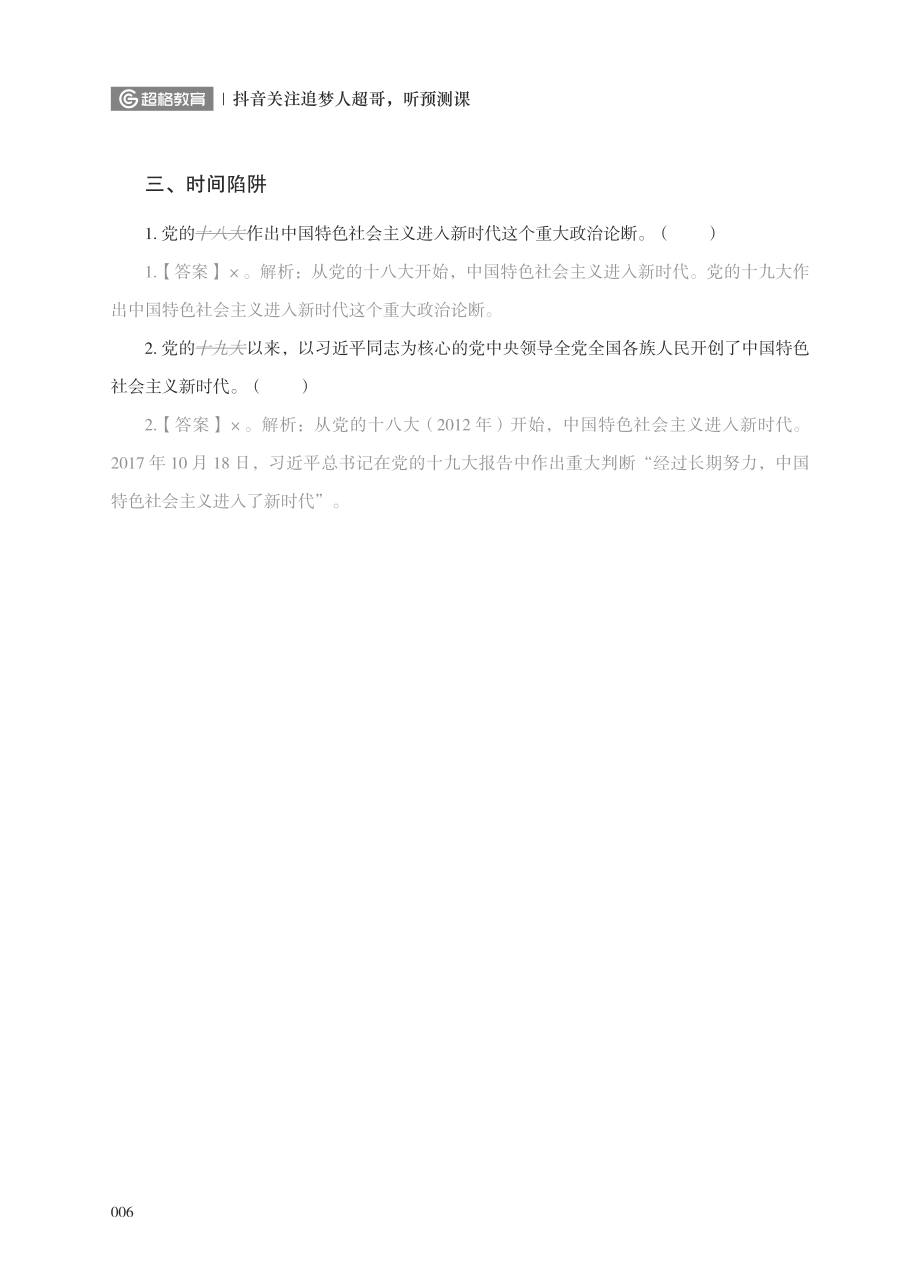 超格教育 | 抖音关注追梦人超哥，听预测课
三、时间陷阱
1. 党的十八大作出中国特色社会主义进入新时代这个重大政治论断。（　　）
1.【答案】×。解析：从党的十八大开始，中国特色社会主义进入新时代。党的十九大作
出中国特色社会主义进入新时代这个重大政治论断。
2. 党的十九大以来，以习近平同志为核心的党中央领导全党全国各族人民开创了中国特色
社会主义新时代。（　　）
2.【答案】×。解析：从党的十八大（2012 年）开始，中国特色社会主义进入新时代。
2017 年 10 月 18 日，习近平总书记在党的十九大报告中作出重大判断“经过长期努力，中国
特色社会主义进入了新时代”。
006